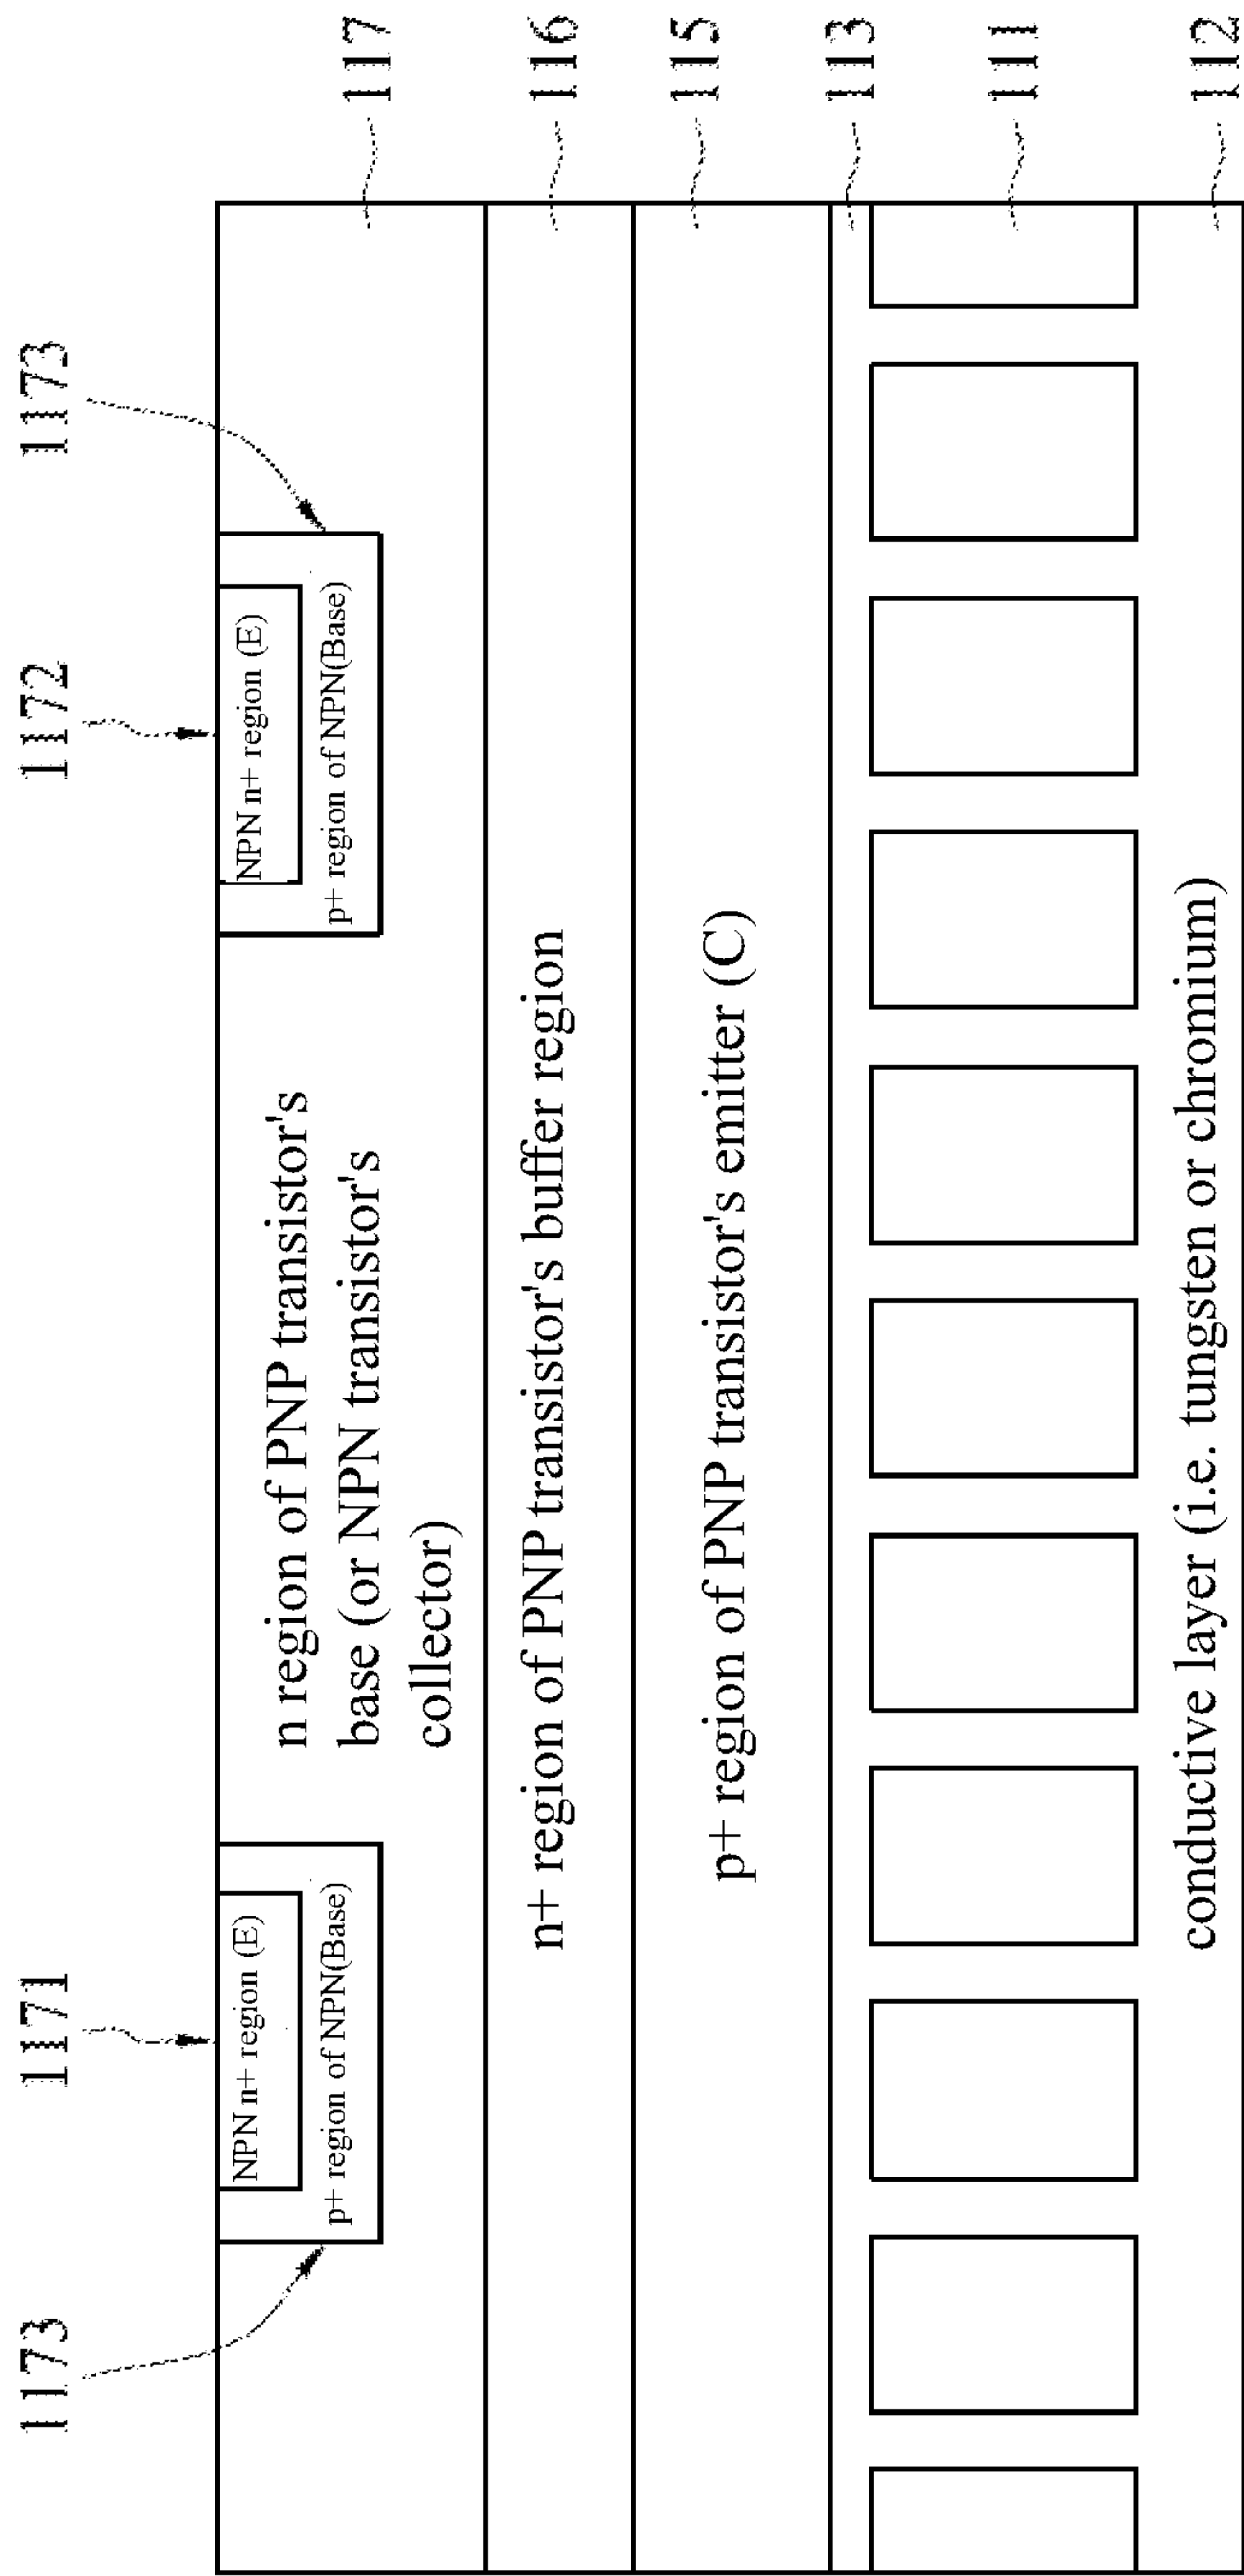 1173
1171
1172
1173
NPN n+ region (E)
p+ region of NPN(Base)
NPN n+ region (E)
p+ region of NPN(Base)
n region of PNP transistor's
base (or NPN transistor's
collector)
117
n+ region of PNP transistor's buffer region
116
p+ region of PNP transistor's emitter (C)
115
113
111
conductive layer (i.e. tungsten or chromium)
112